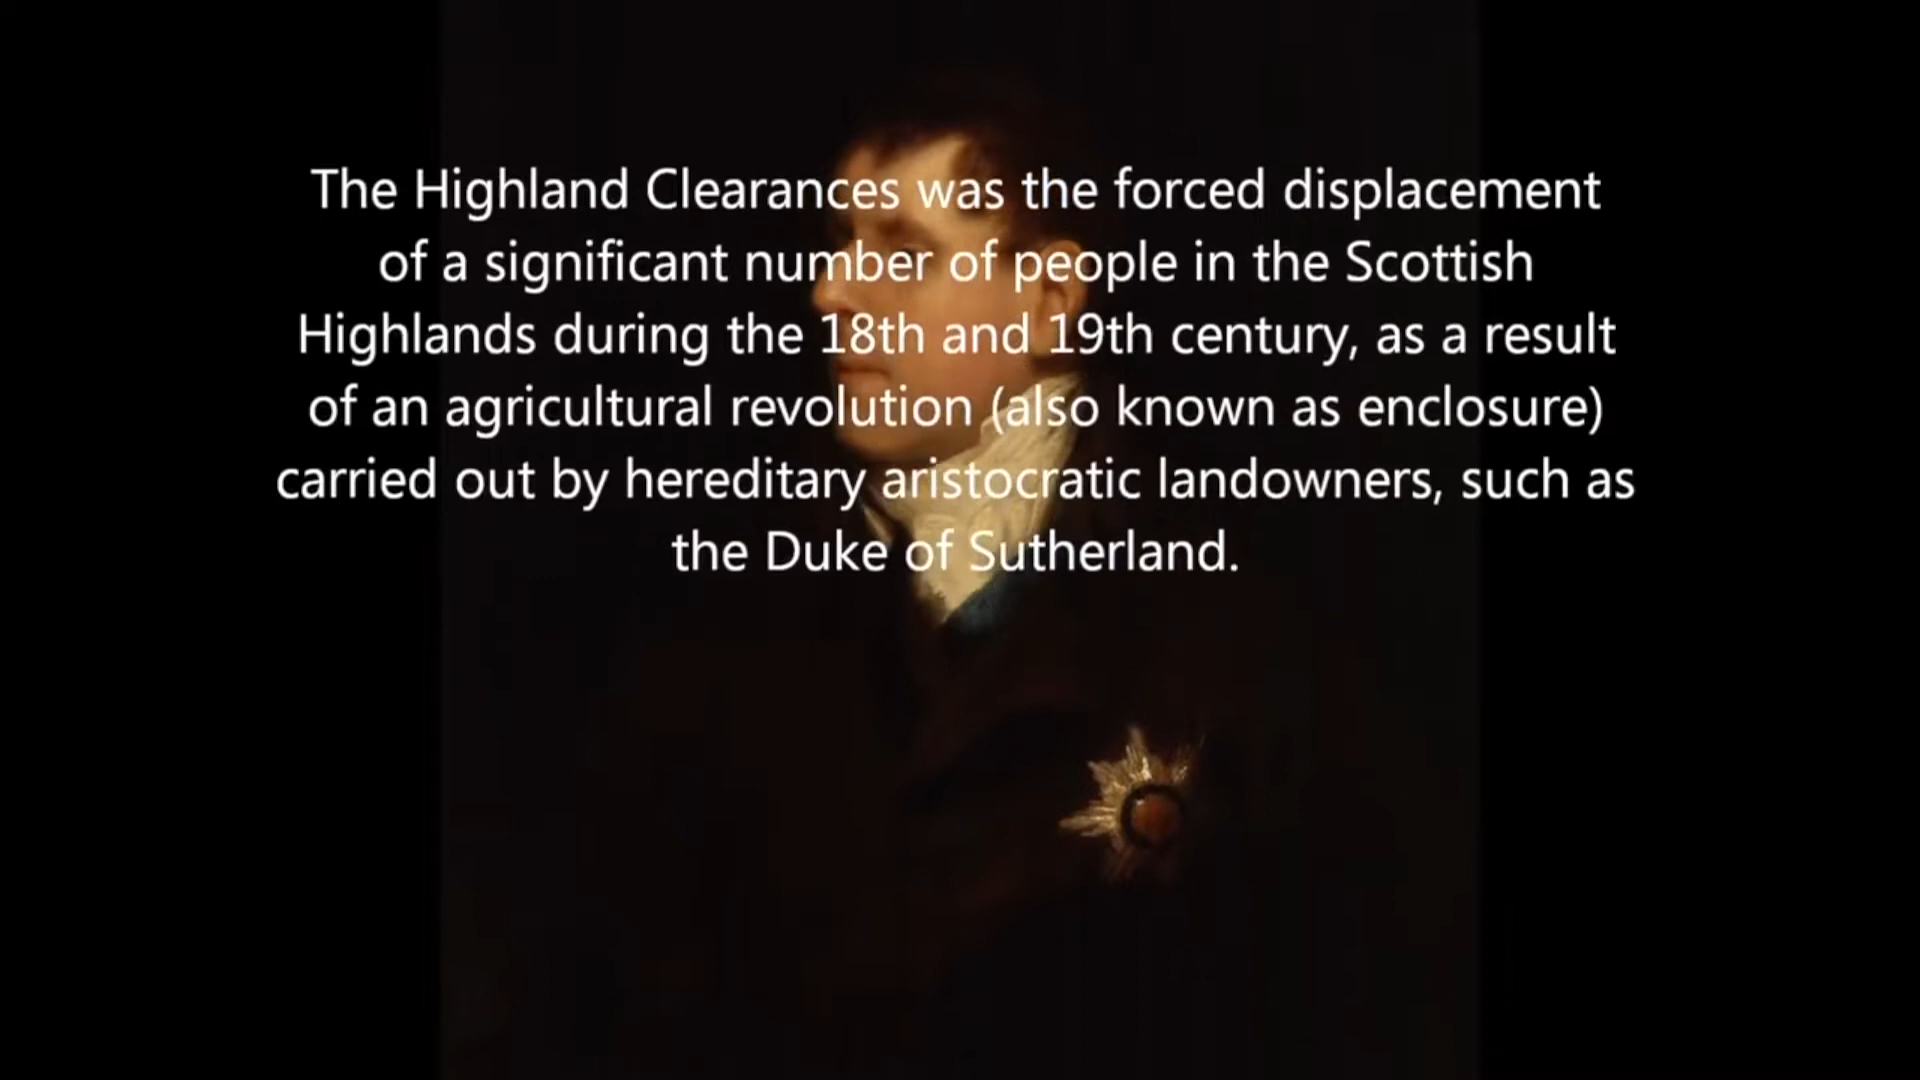 The Highland Clearances was the forced displacement
of a significant number of people in the Scottish
Highlands during the 18th and 19th century, as a result
of an agricultural revolution (also known as enclosure)
carried out by hereditary aristocratic landowners, such as
the Duke of Sutherland.